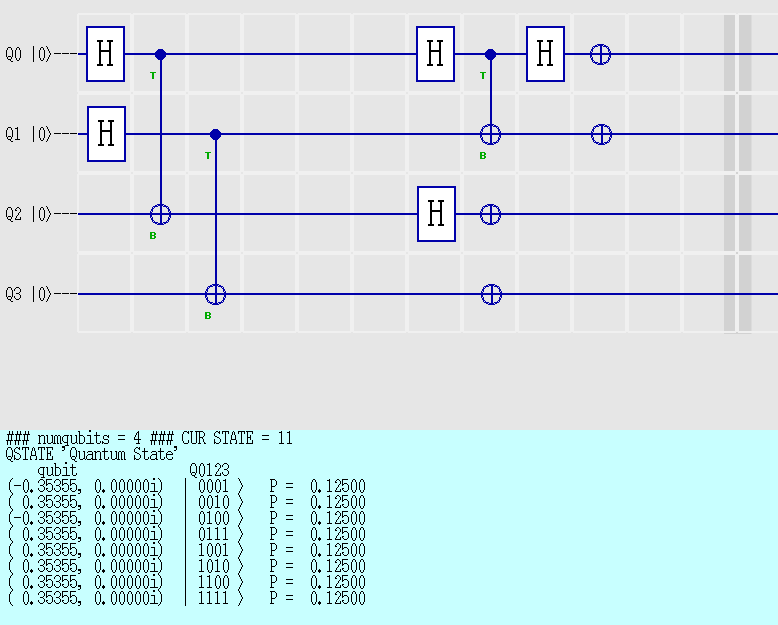 Q0 |0⟩--- H H H
T T
Q1 |0⟩--- H
T B
Q2 |0⟩--- H
B
Q3 |0⟩---
B
### numqubits = 4 ### CUR STATE = 11
QSTATE 'Quantum State'
qubit Q0123
(-0.35355, 0.00000i) | 0001 ⟩ P = 0.12500
( 0.35355, 0.00000i) | 0010 ⟩ P = 0.12500
(-0.35355, 0.00000i) | 0100 ⟩ P = 0.12500
( 0.35355, 0.00000i) | 0111 ⟩ P = 0.12500
( 0.35355, 0.00000i) | 1001 ⟩ P = 0.12500
( 0.35355, 0.00000i) | 1010 ⟩ P = 0.12500
( 0.35355, 0.00000i) | 1100 ⟩ P = 0.12500
( 0.35355, 0.00000i) | 1111 ⟩ P = 0.12500